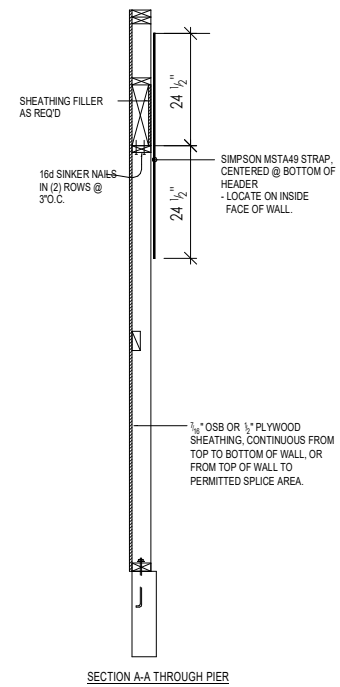 24 ½"
SHEATHING FILLER
AS REQ'D
SIMPSON MSTA49 STRAP,
CENTERED @ BOTTOM OF
HEADER
- LOCATE ON INSIDE
FACE OF WALL.
16d SINKER NAILS
IN (2) ROWS @
3"O.C.
24 ½"
⁷⁄₁₆" OSB OR ½" PLYWOOD
SHEATHING, CONTINUOUS FROM
TOP TO BOTTOM OF WALL, OR
FROM TOP OF WALL TO
PERMITTED SPLICE AREA.
SECTION A-A THROUGH PIER